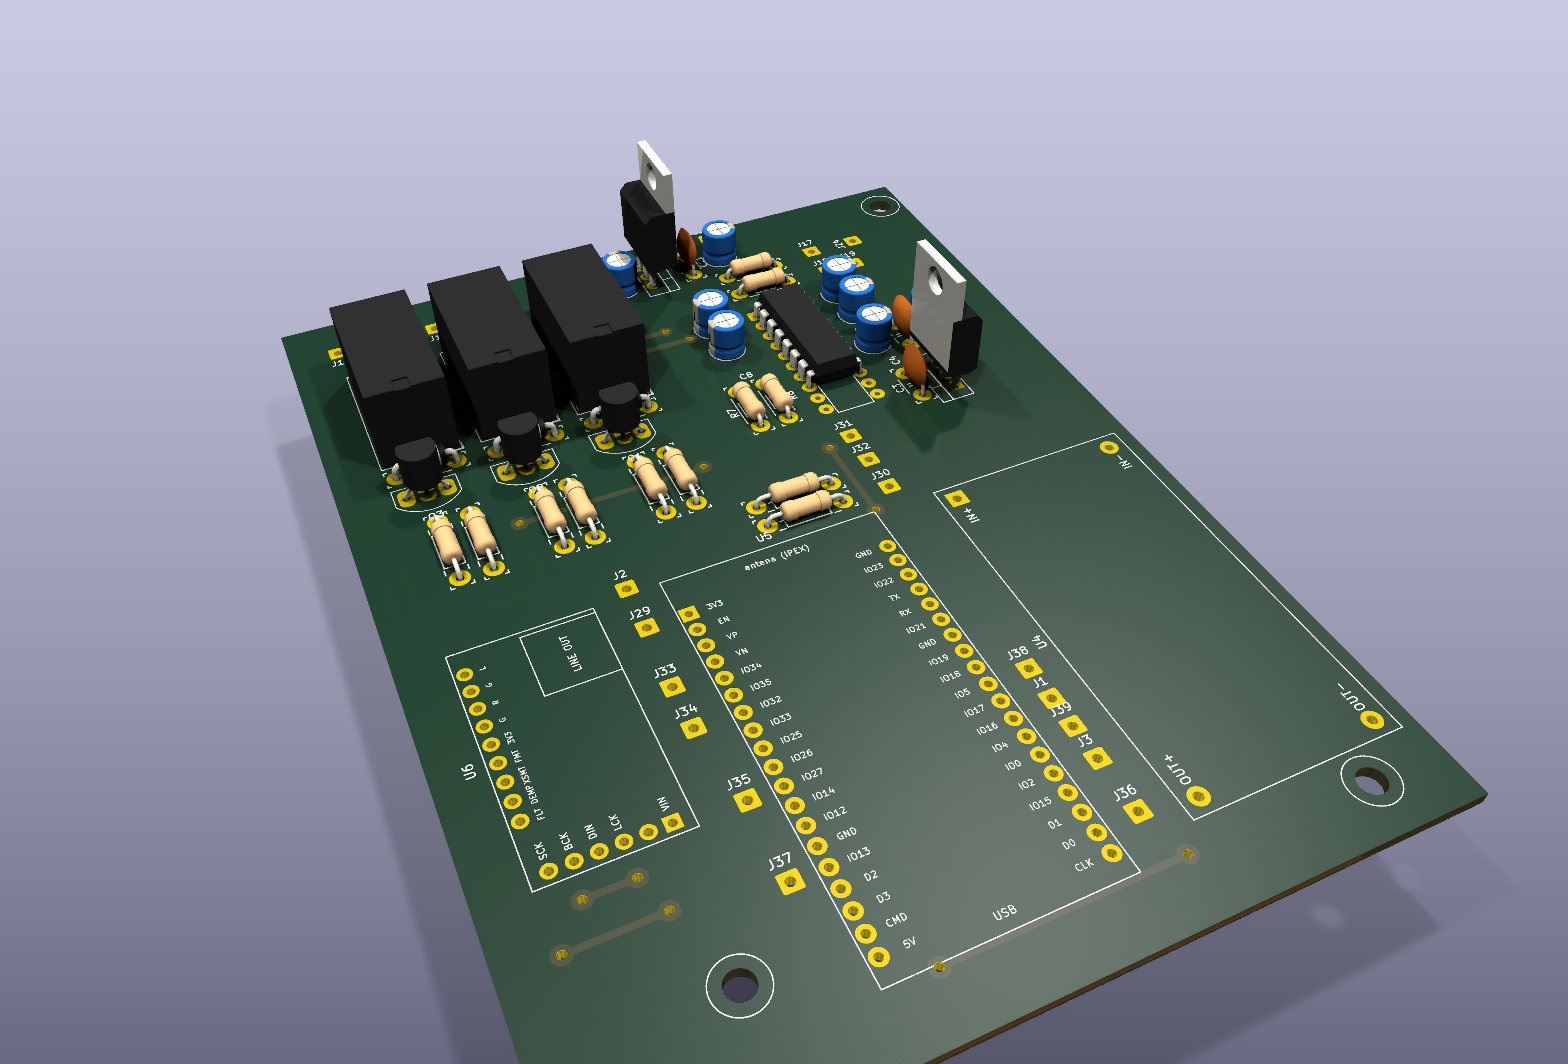 J17
J31
J32
J30
C8
R7
C4
IN-
IN+
U5
antena (IPEX)
J2
J29
J33
J34
J35
J37
3V3
EN
VP
VN
IO34
IO35
IO32
IO33
IO25
IO26
IO27
IO14
IO12
GND
IO13
D2
D3
CMD
5V
GND
IO23
IO22
TX
RX
IO21
GND
IO19
IO18
IO5
IO17
IO16
IO4
IO0
IO2
IO15
D1
D0
CLK
USB
U4
J38
J1
J39
J3
J36
OUT-
OUT+
LINE OUT
G
R
G
3V3
FMT
XSMT
DEMP
FLT
U6
SCK
BCK
DIN
LCK
VIN